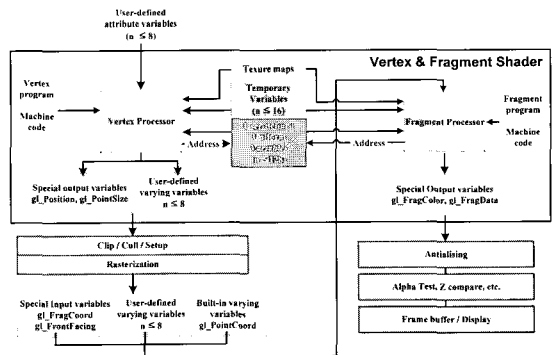 User-defined
attribute variables
(n ≤ 8)
Vertex & Fragment Shader
Vertex
program
Machine
code
Vertex Processor
Texure maps
Temporary
Variables
(n ≤ 16)
Address
Address
Fragment Processor
Fragment
program
Machine
code
Special output variables
gl_Position, gl_PointSize
User-defined
varying variables
n ≤ 8
Special Output variables
gl_FragColor, gl_FragData
Clip / Cull / Setup
Rasterization
Antialising
Alpha Test, Z compare, etc.
Frame buffer / Display
Special Input variables
gl_FragCoord
gl_FrontFacing
User-defined
varying variables
n ≤ 8
Built-in varying
variables
gl_PointCoord